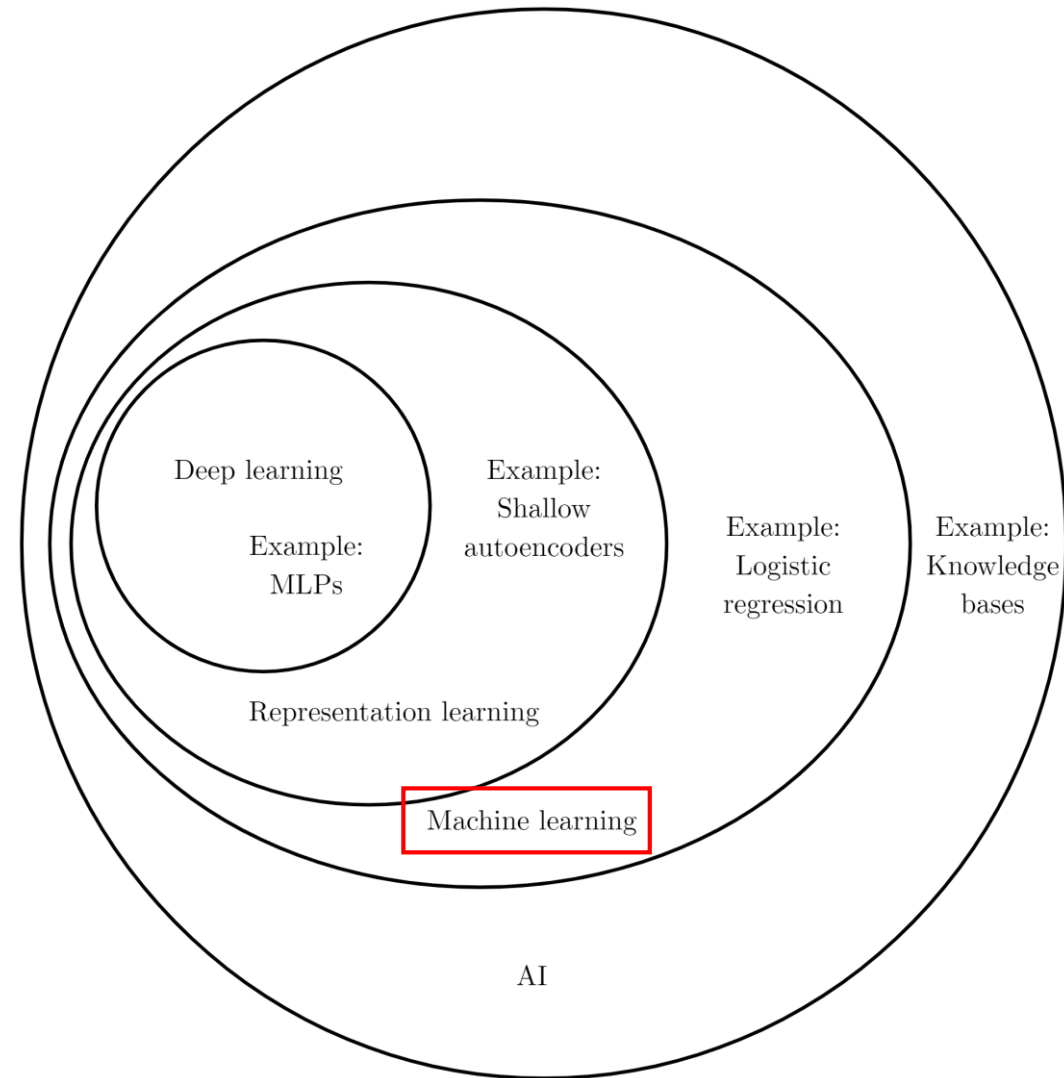 Deep learning
Example:
MLPs
Example:
Shallow
autoencoders
Example:
Logistic
regression
Example:
Knowledge
bases
Representation learning
Machine learning
AI